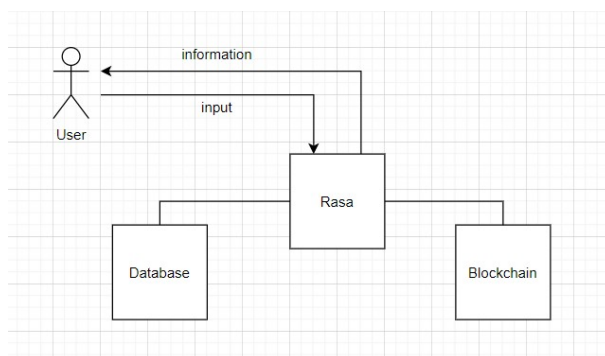 information
input
User
Rasa
Database
Blockchain